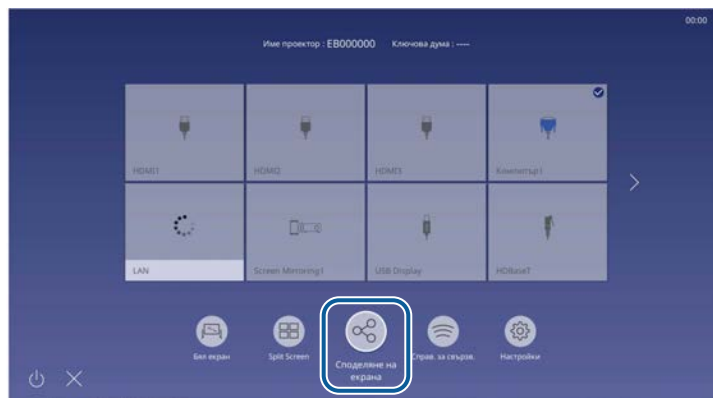 00:00
Име проектор : EB000000 Ключова дума : ----
HDMI1 HDMI2 HDMI3 Компютър1
LAN Screen Mirroring1 USB Display HDBaseT
Бял екран Split Screen Споделяне на екрана Справ. за свърв. Настройки